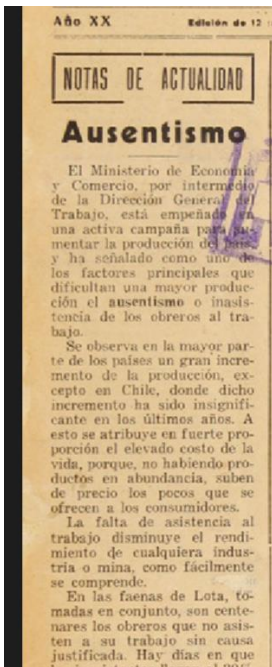 Año XX
Edición de 12
NOTAS DE ACTUALIDAD
Ausentismo
El Ministerio de Economía
y Comercio, por intermedio
de la Dirección General del
Trabajo, está empeñado en
una activa campaña para au-
mentar la producción del país
y ha señalado como uno de
los factores principales que
dificultan una mayor produc-
ción el ausentismo o inasis-
tencia de los obreros al tra-
bajo.
Se observa en la mayor par-
te de los países un gran incre-
mento de la producción, ex-
cepto en Chile, donde dicho
incremento ha sido insignifi-
cante en los últimos años. A
esto se atribuye en fuerte pro-
porción el elevado costo de la
vida, porque, no habiendo pro-
ductos en abundancia, suben
de precio los pocos que se
ofrecen a los consumidores.
La falta de asistencia al
trabajo disminuye el rendi-
miento de cualquiera indus-
tria o mina, como fácilmente
se comprende.
En las faenas de Lota, to-
madas en conjunto, son cente-
nares los obreros que no asis-
ten a su trabajo sin causa
justificada. Hay días en que